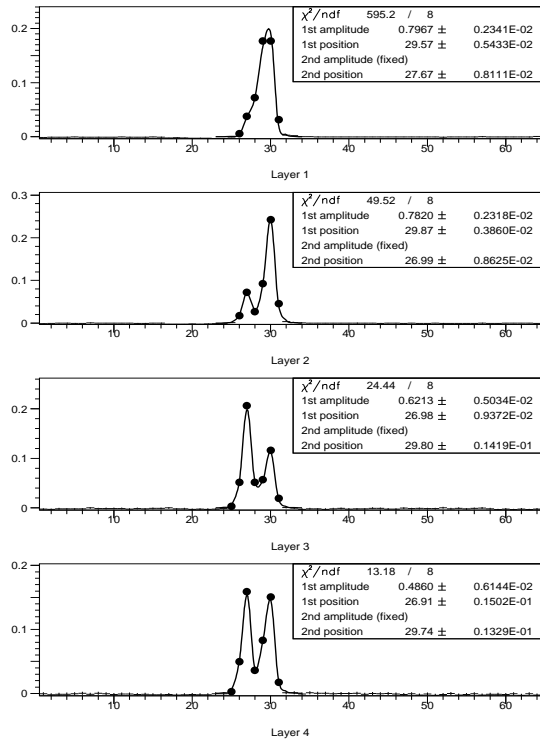 χ²/ndf 595.2 / 8
1st amplitude 0.7967 ± 0.2341E-02
1st position 29.57 ± 0.5433E-02
2nd amplitude (fixed)
2nd position 27.67 ± 0.8111E-02
0.2
0.1
0
10 20 30 40 50 60
Layer 1
χ²/ndf 49.52 / 8
1st amplitude 0.7820 ± 0.2318E-02
1st position 29.87 ± 0.3860E-02
2nd amplitude (fixed)
2nd position 26.99 ± 0.8625E-02
0.3
0.2
0.1
0
10 20 30 40 50 60
Layer 2
χ²/ndf 24.44 / 8
1st amplitude 0.6213 ± 0.5034E-02
1st position 26.98 ± 0.9372E-02
2nd amplitude (fixed)
2nd position 29.80 ± 0.1419E-01
0.2
0.1
0
10 20 30 40 50 60
Layer 3
χ²/ndf 13.18 / 8
1st amplitude 0.4860 ± 0.6144E-02
1st position 26.91 ± 0.1502E-01
2nd amplitude (fixed)
2nd position 29.74 ± 0.1329E-01
0.2
0.1
0
10 20 30 40 50 60
Layer 4